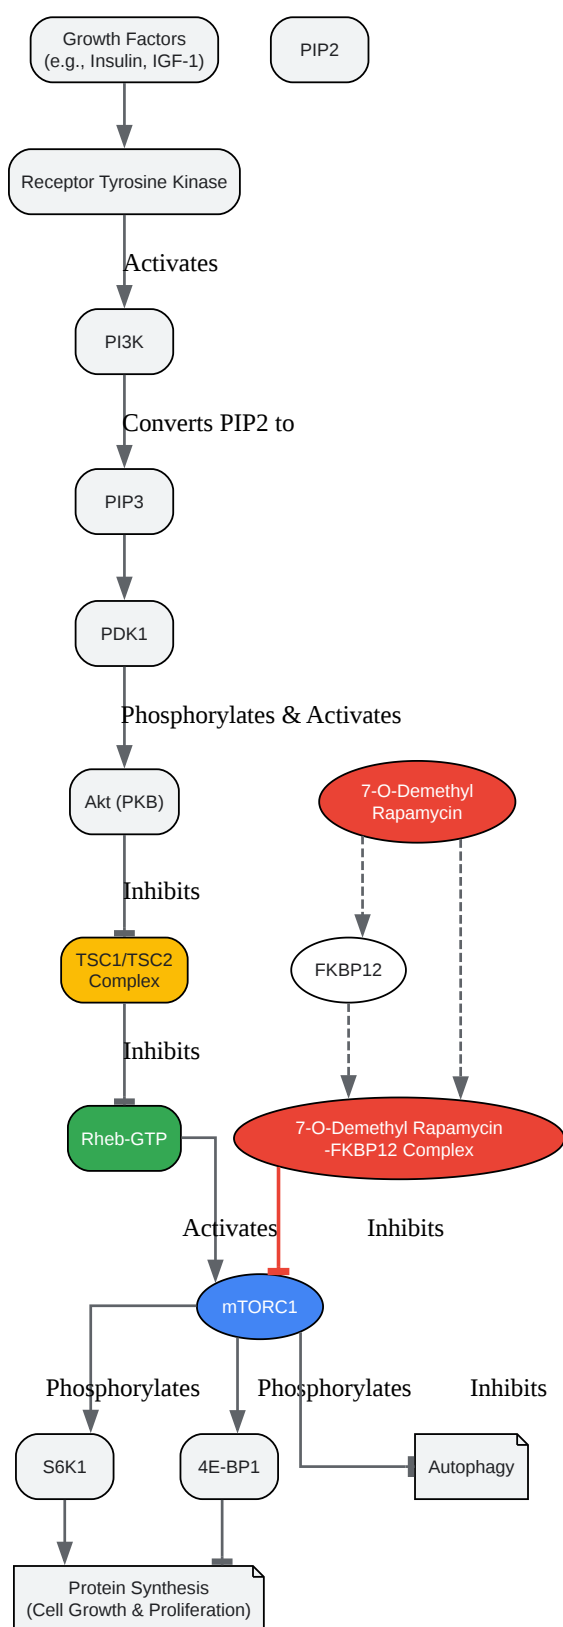 Growth Factors
(e.g., Insulin, IGF-1)
PIP2
Receptor Tyrosine Kinase
Activates
PI3K
Converts PIP2 to
PIP3
PDK1
Phosphorylates & Activates
Akt (PKB)
7-O-Demethyl
Rapamycin
Inhibits
TSC1/TSC2
Complex
FKBP12
Inhibits
Rheb-GTP
7-O-Demethyl Rapamycin
-FKBP12 Complex
Activates
Inhibits
mTORC1
Phosphorylates
Phosphorylates
Inhibits
S6K1
4E-BP1
Autophagy
Protein Synthesis
(Cell Growth & Proliferation)